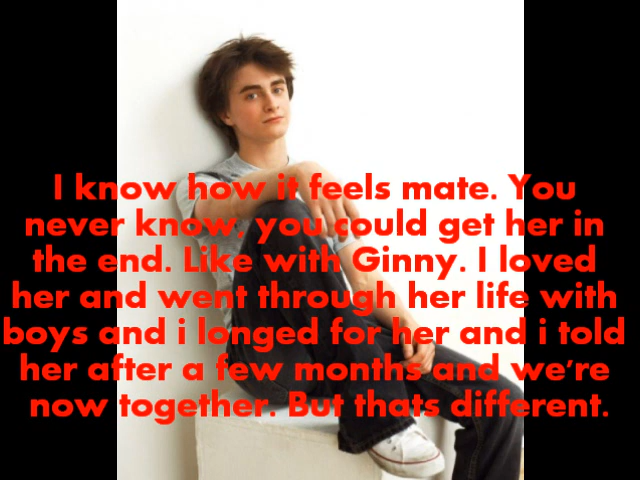 I know how it feels mate. You
never know, you could get her in
the end. Like with Ginny. I loved
her and went through her life with
boys and i longed for her and i told
her after a few months and we're
now together. But thats different.